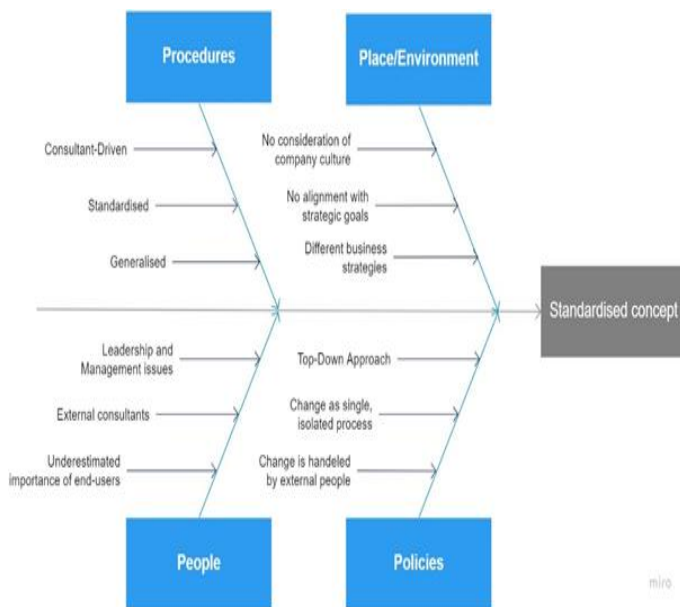 Procedures
Place/Environment
Consultant-Driven
Standardised
Generalised
No consideration of
company culture
No alignment with
strategic goals
Different business
strategies
Standardised concept
Leadership and
Management issues
External consultants
Underestimated
importance of end-users
Top-Down Approach
Change as single,
isolated process
Change is handeled
by external people
People
Policies
miro